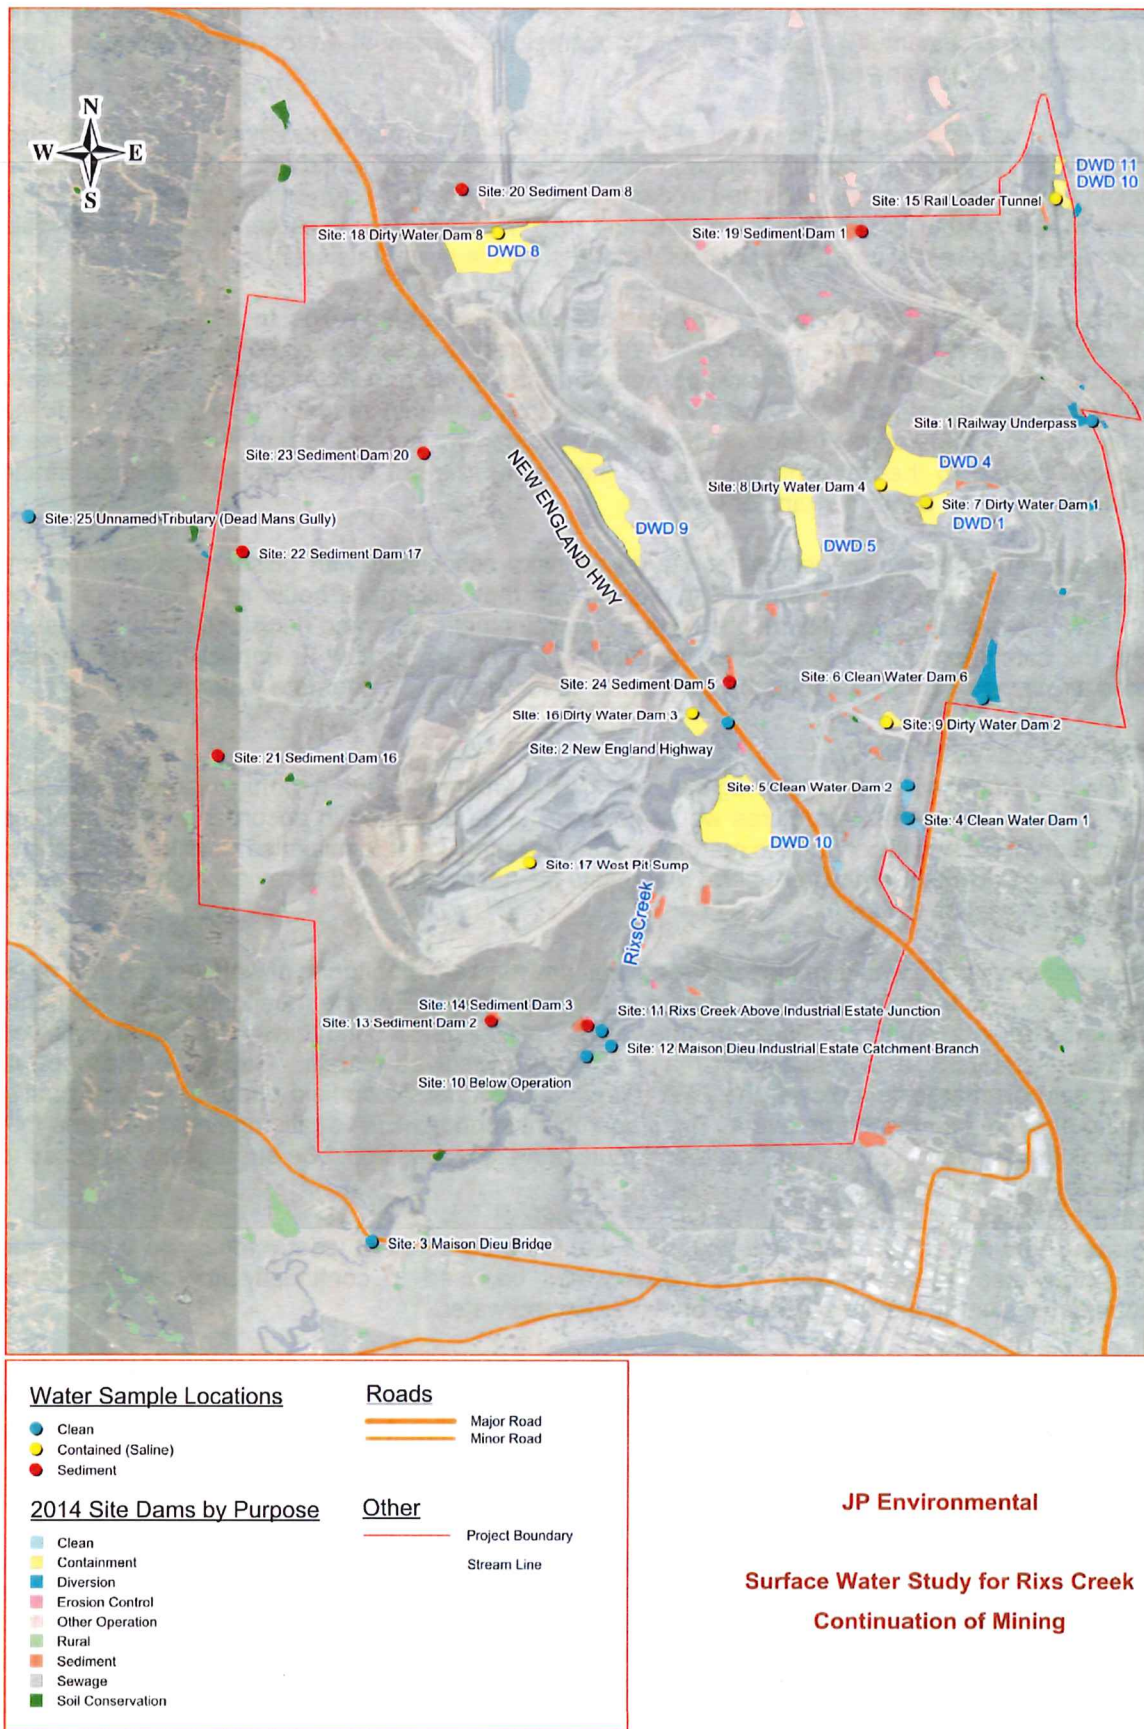 N
W E
S
DWD 11
DWD 10
Site: 20 Sediment Dam 8
Site: 15 Rail Loader Tunnel
Site: 18 Dirty Water Dam 8
Site: 19 Sediment Dam 1
DWD 8
Site: 1 Railway Underpass
Site: 23 Sediment Dam 20
NEW ENGLAND HWY
DWD 4
Site: 8 Dirty Water Dam 4
Site: 7 Dirty Water Dam 1
Site: 25 Unnamed Tributary (Dead Mans Gully)
DWD 9
DWD 1
DWD 5
Site: 22 Sediment Dam 17
Site: 24 Sediment Dam 5
Site: 6 Clean Water Dam 6
Site: 16 Dirty Water Dam 3
Site: 9 Dirty Water Dam 2
Site: 2 New England Highway
Site: 21 Sediment Dam 16
Site: 5 Clean Water Dam 2
Site: 4 Clean Water Dam 1
DWD 10
Site: 17 West Pit Sump
RixsCreek
Site: 14 Sediment Dam 3
Site: 11 Rixs Creek Above Industrial Estate Junction
Site: 13 Sediment Dam 2
Site: 12 Maison Dieu Industrial Estate Catchment Branch
Site: 10 Below Operation
Site: 3 Maison Dieu Bridge
Water Sample Locations
Clean
Contained (Saline)
Sediment
2014 Site Dams by Purpose
Clean
Containment
Diversion
Erosion Control
Other Operation
Rural
Sediment
Sewage
Soil Conservation
Roads
Major Road
Minor Road
Other
Project Boundary
Stream Line
JP Environmental
Surface Water Study for Rixs Creek
Continuation of Mining